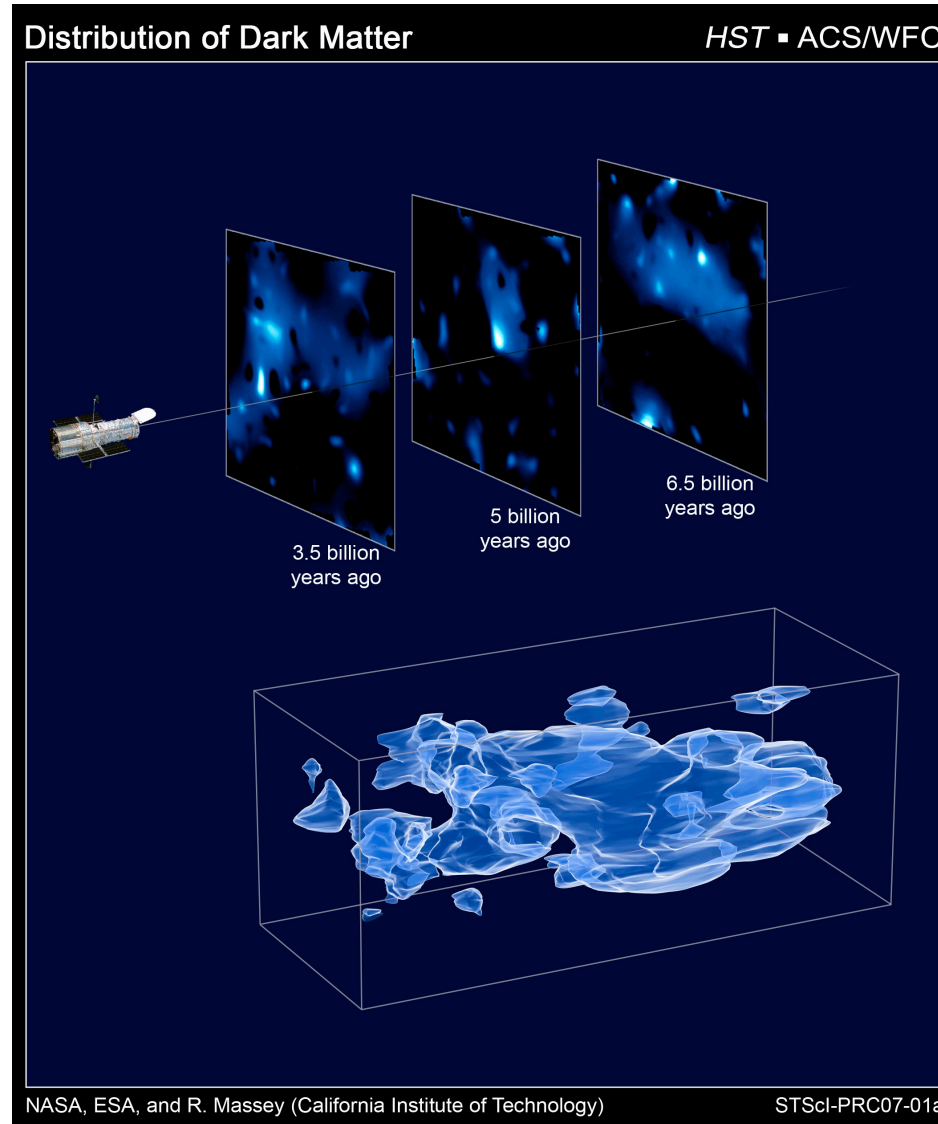 Distribution of Dark Matter
HST ▪ ACS/WFC
3.5 billion
years ago
5 billion
years ago
6.5 billion
years ago
NASA, ESA, and R. Massey (California Institute of Technology)
STScI-PRC07-01a